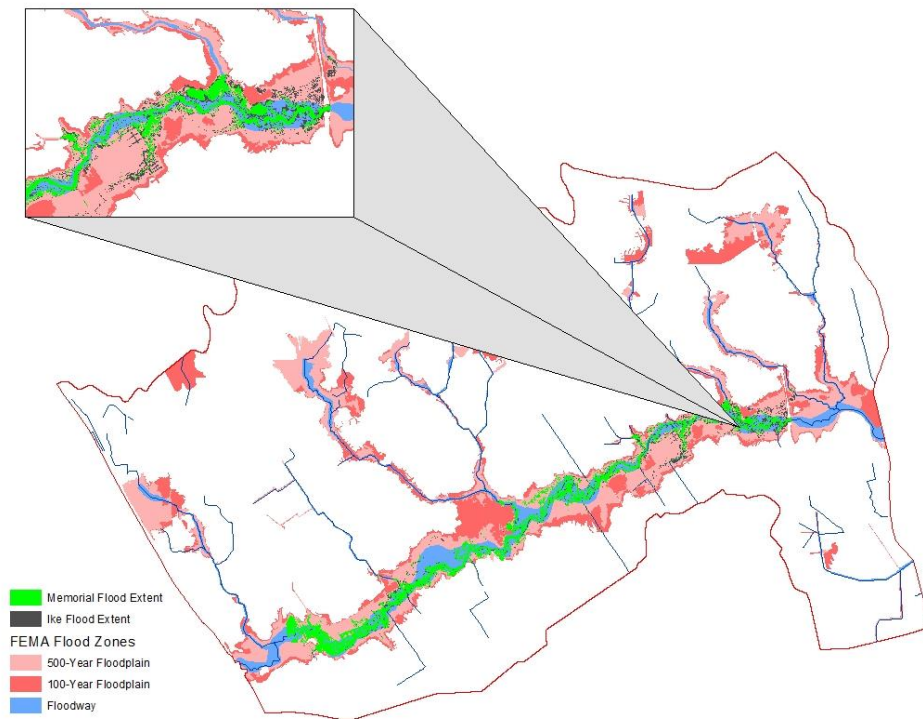 Memorial Flood Extent
Ike Flood Extent
FEMA Flood Zones
500-Year Floodplain
100-Year Floodplain
Floodway